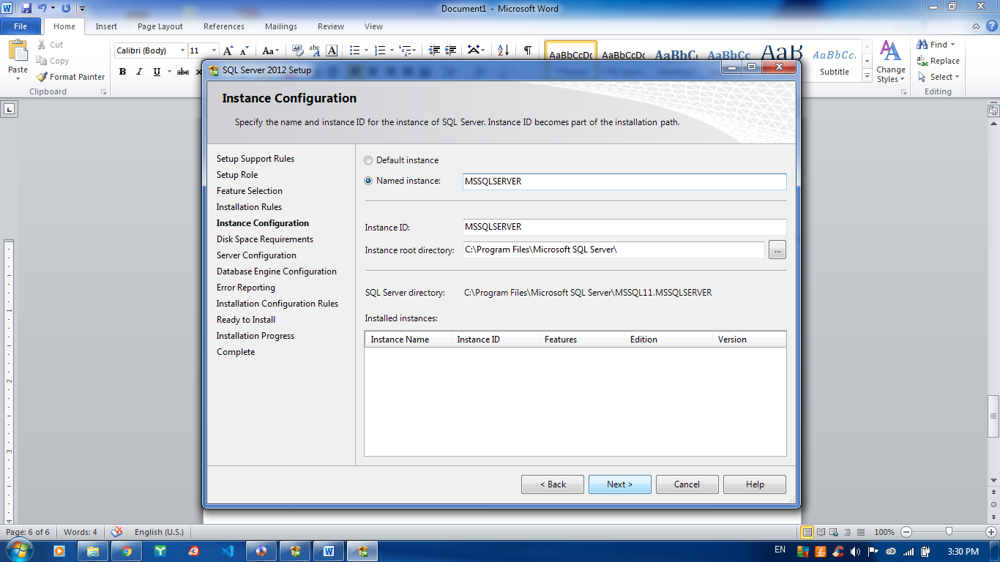 Document1 - Microsoft Word
File Home Insert Page Layout References Mailings Review View
Paste
Cut
Copy
Format Painter
Clipboard
Calibri (Body) 11
B I U abc
AaBbCcDc AaBbCcDc AaBbC AaBbCc AaB AaBbCc.
Subtitle
Change Styles
Find
Replace
Select
Editing
SQL Server 2012 Setup
Instance Configuration
Specify the name and instance ID for the instance of SQL Server. Instance ID becomes part of the installation path.
Setup Support Rules
Setup Role
Feature Selection
Installation Rules
Instance Configuration
Disk Space Requirements
Server Configuration
Database Engine Configuration
Error Reporting
Installation Configuration Rules
Ready to Install
Installation Progress
Complete
Default instance
Named instance: MSSQLSERVER
Instance ID: MSSQLSERVER
Instance root directory: C:\Program Files\Microsoft SQL Server\ ...
SQL Server directory: C:\Program Files\Microsoft SQL Server\MSSQL11.MSSQLSERVER
Installed instances:
Instance Name Instance ID Features Edition Version
< Back Next > Cancel Help
Page: 6 of 6 Words: 4 English (U.S.) 100%
EN 3:30 PM